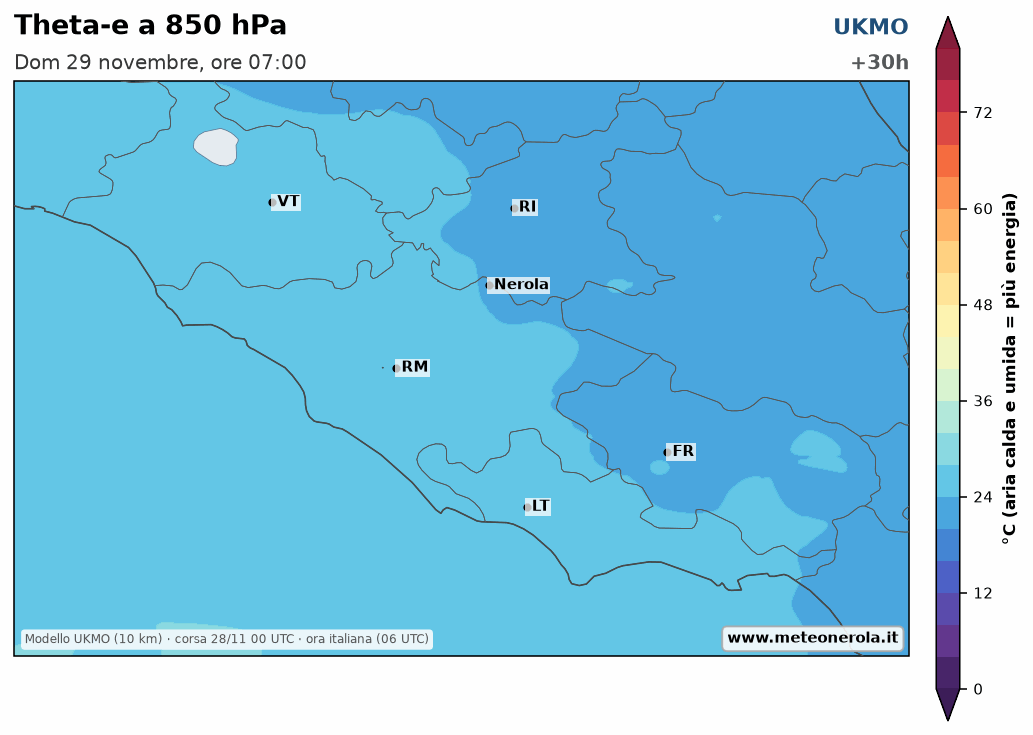 Theta-e a 850 hPa
UKMO
Dom 29 novembre, ore 07:00
+30h
VT
RI
Nerola
RM
FR
LT
Modello UKMO (10 km) · corsa 28/11 00 UTC · ora italiana (06 UTC)
www.meteonerola.it
72
60
48
36
24
12
0
°C (aria calda e umida = più energia)